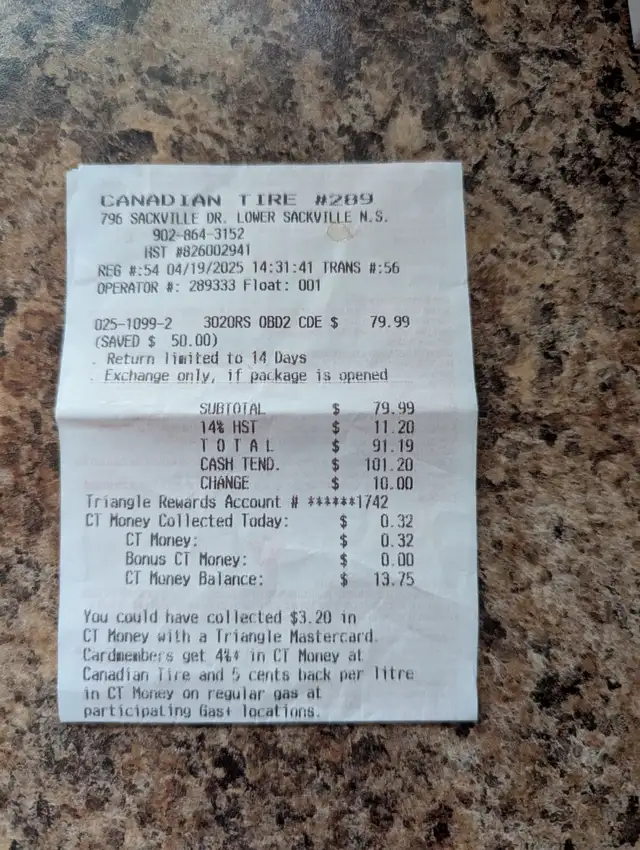 CANADIAN TIRE #289
796 SACKVILLE DR. LOWER SACKVILLE N.S.
902-864-3152
HST #826002941
REG #:54 04/19/2025 14:31:41 TRANS #:56
OPERATOR #: 289333 Float: 001
025-1099-2 3020RS OBD2 CDE $ 79.99
(SAVED $ 50.00)
. Return limited to 14 Days
. Exchange only, if package is opened
SUBTOTAL $ 79.99
14% HST $ 11.20
T O T A L $ 91.19
CASH TEND. $ 101.20
CHANGE $ 10.00
Triangle Rewards Account # ******1742
CT Money Collected Today: $ 0.32
CT Money: $ 0.32
Bonus CT Money: $ 0.00
CT Money Balance: $ 13.75
You could have collected $3.20 in
CT Money with a Triangle Mastercard.
Cardmembers get 4%* in CT Money at
Canadian Tire and 5 cents back per litre
in CT Money on regular gas at
participating Gas+ locations.